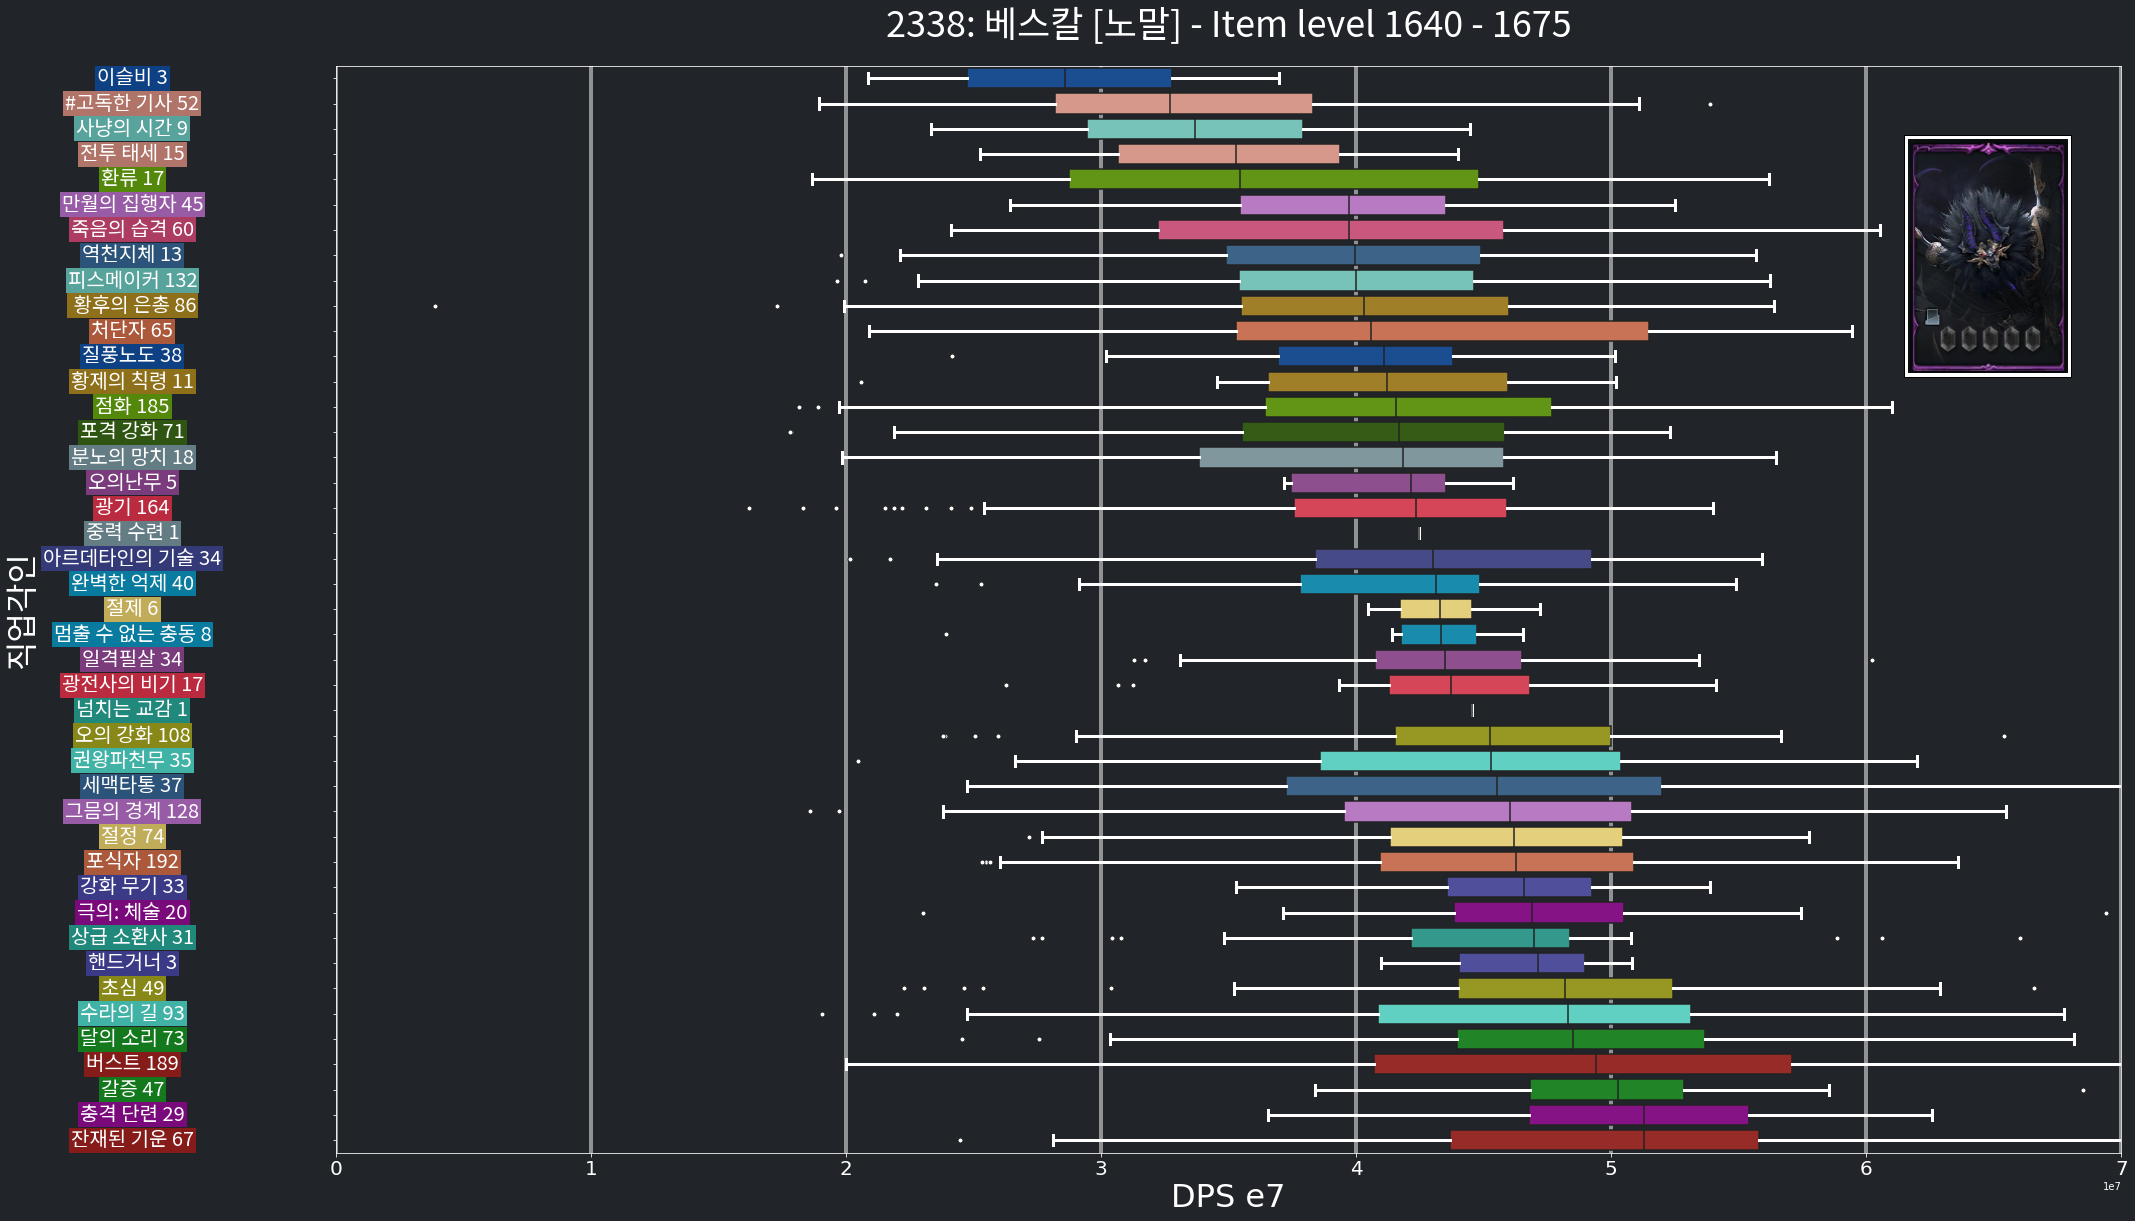 2338: 베스칼 [노말] - Item level 1640 - 1675
직업각인
이슬비 3
#고독한 기사 52
사냥의 시간 9
전투 태세 15
환류 17
만월의 집행자 45
죽음의 습격 60
역천지체 13
피스메이커 132
황후의 은총 86
처단자 65
질풍노도 38
황제의 칙령 11
점화 185
포격 강화 71
분노의 망치 18
오의난무 5
광기 164
중력 수련 1
아르데타인의 기술 34
완벽한 억제 40
절제 6
멈출 수 없는 충동 8
일격필살 34
광전사의 비기 17
넘치는 교감 1
오의 강화 108
권왕파천무 35
세맥타통 37
그믐의 경계 128
절정 74
포식자 192
강화 무기 33
극의: 체술 20
상급 소환사 31
핸드거너 3
초심 49
수라의 길 93
달의 소리 73
버스트 189
갈증 47
충격 단련 29
잔재된 기운 67
0 1 2 3 4 5 6 7
1e7
DPS e7